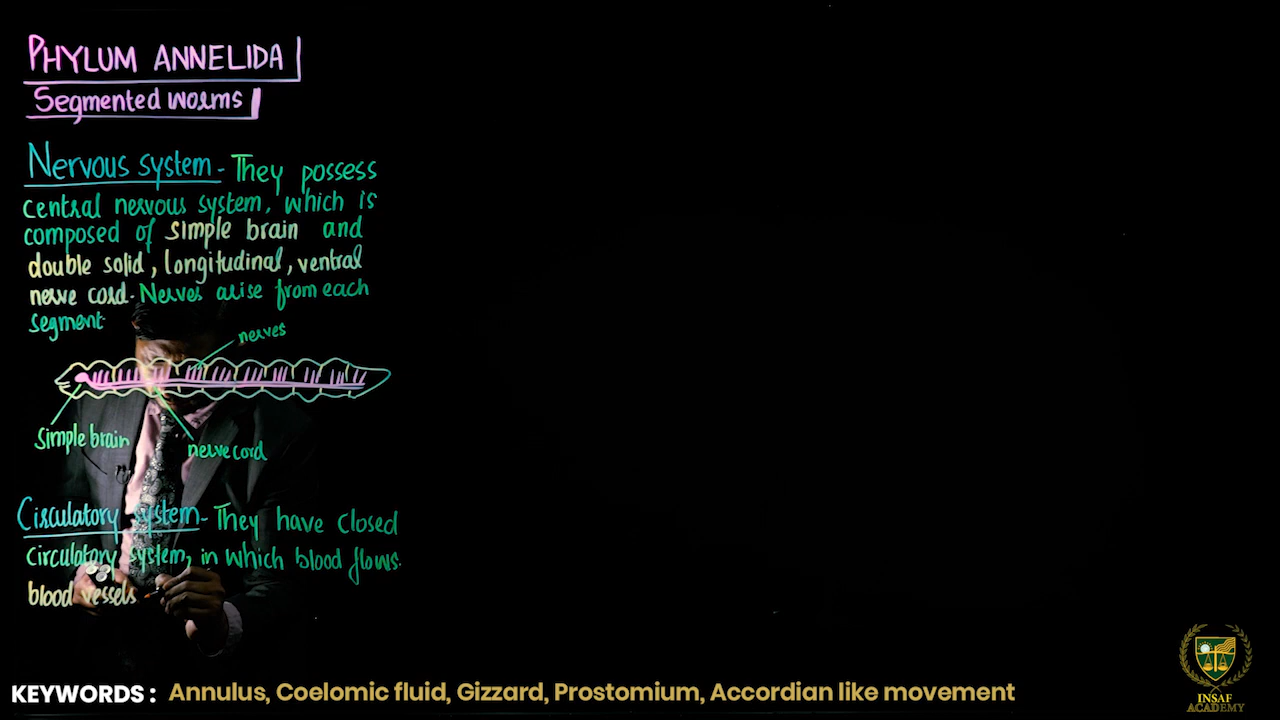 PHYLUM ANNELIDA
Segmented worms
Nervous system - They possess
central nervous system, which is
composed of simple brain and
double solid, longitudinal, ventral
nerve cord. Nerves arise from each
segment
nerves
simple brain
nerve cord
Circulatory system - They have closed
circulatory system, in which blood flows.
blood vessels
KEYWORDS : Annulus, Coelomic fluid, Gizzard, Prostomium, Accordian like movement
INSAF
ACADEMY